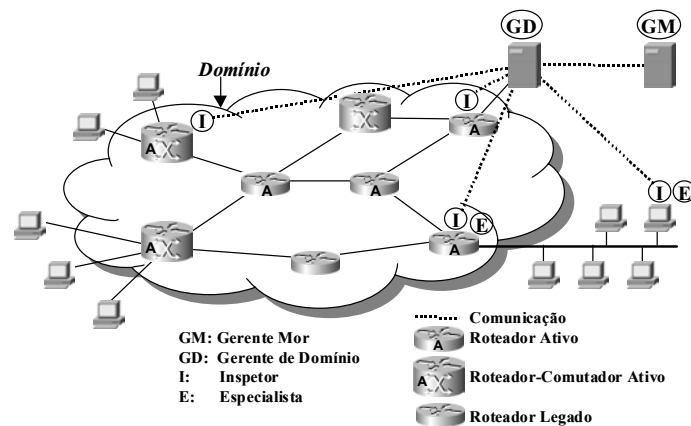 GD
GM
Domínio
I
I
A
A
A
A
I
E
I
E
A
A
GM: Gerente Mor
GD: Gerente de Domínio
I: Inspetor
E: Especialista
Comunicação
A Roteador Ativo
A Roteador-Comutador Ativo
Roteador Legado